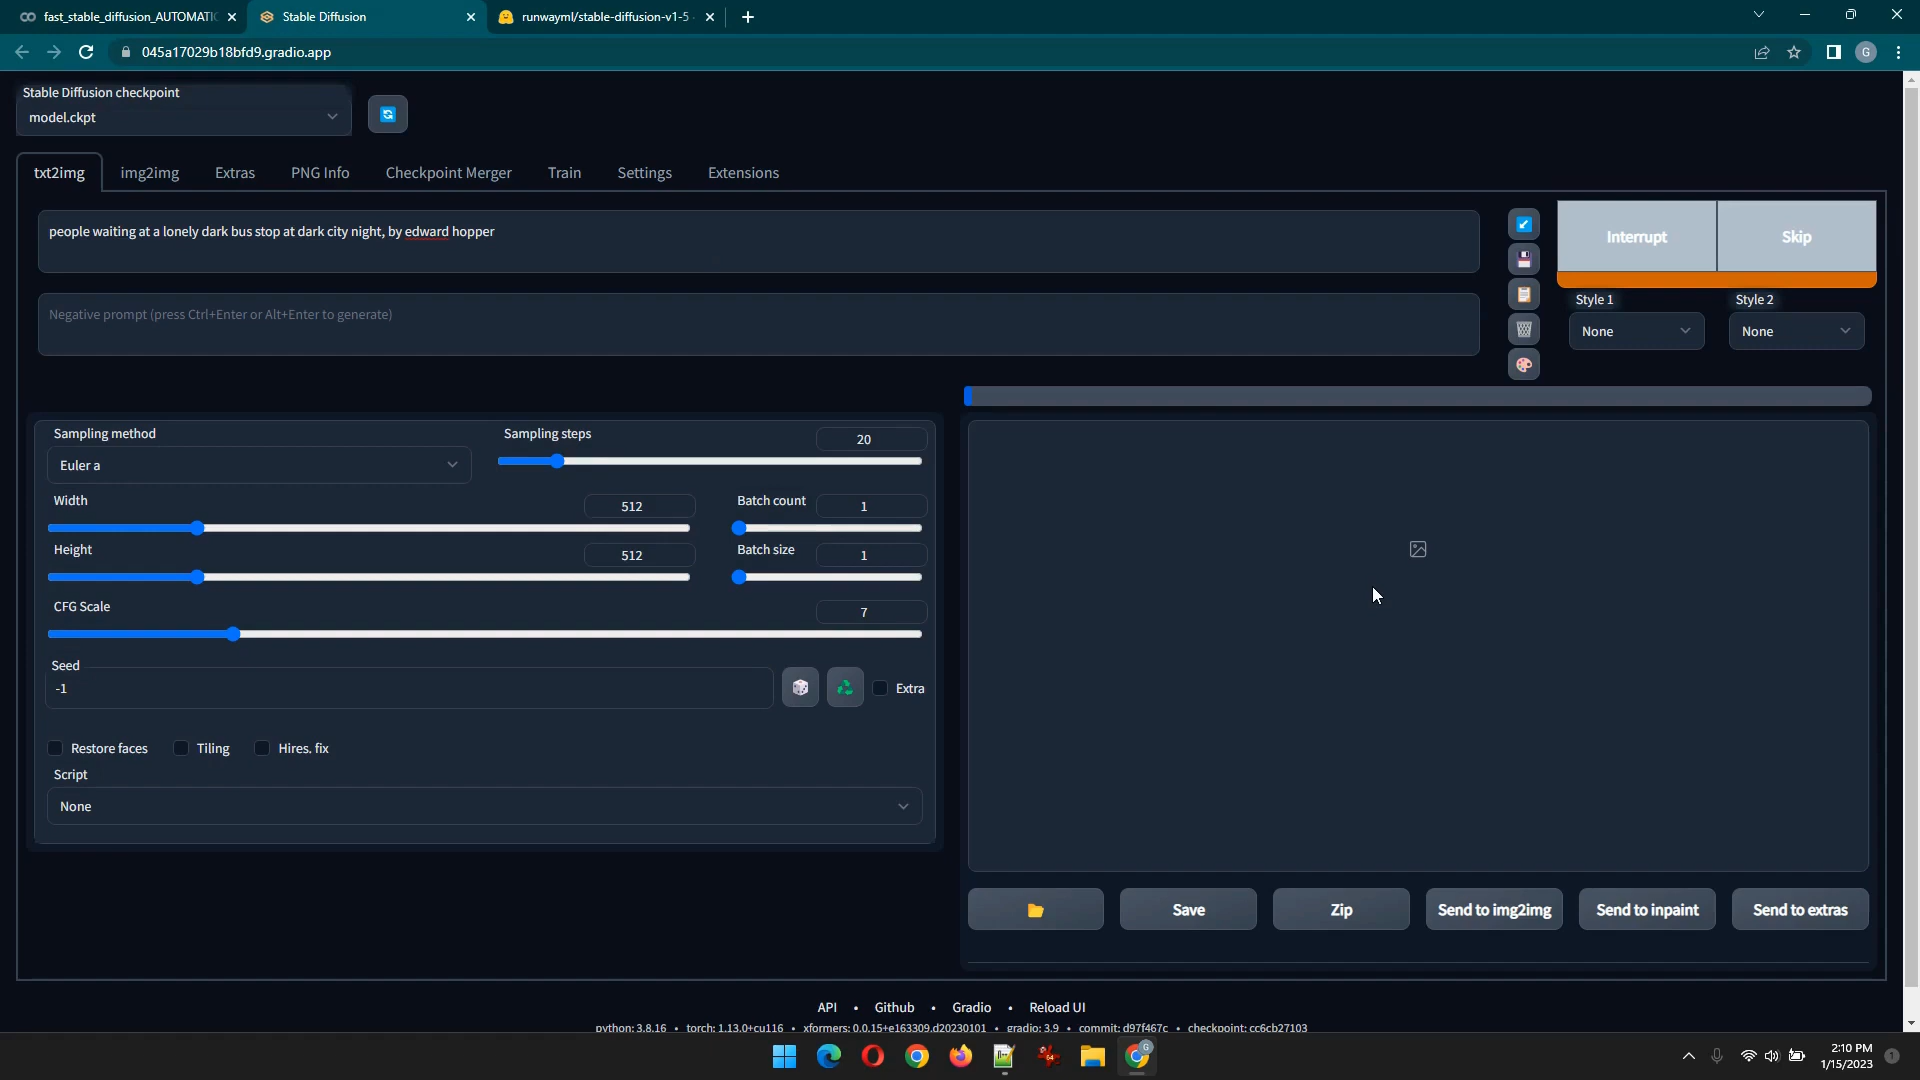 fast_stable_diffusion_AUTOMATIC
Stable Diffusion
runwayml/stable-diffusion-v1-5
045a17029b18bfd9.gradio.app
G
Stable Diffusion checkpoint
model.ckpt
txt2img
img2img
Extras
PNG Info
Checkpoint Merger
Train
Settings
Extensions
people waiting at a lonely dark bus stop at dark city night, by edward hopper
Negative prompt (press Ctrl+Enter or Alt+Enter to generate)
Interrupt
Skip
Style 1
Style 2
None
None
Sampling method
Euler a
Sampling steps
20
Width
512
Batch count
1
Height
512
Batch size
1
CFG Scale
7
Seed
-1
Extra
Restore faces
Tiling
Hires. fix
Script
None
Save
Zip
Send to img2img
Send to inpaint
Send to extras
API • Github • Gradio • Reload UI
python: 3.8.16 • torch: 1.13.0+cu116 • xformers: 0.0.15+e163309.d20230101 • gradio: 3.9 • commit: d97f467c • checkpoint: cc6cb27103
G
2:10 PM
1/15/2023
1